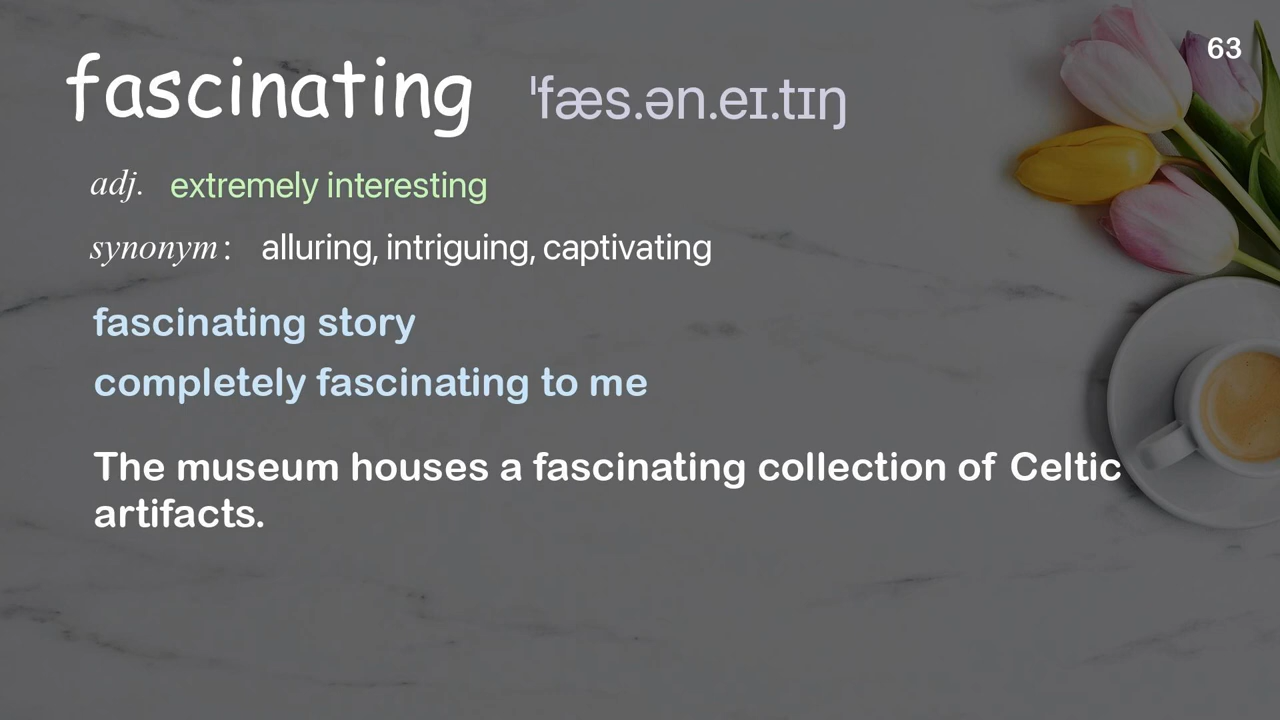 63
fascinating ˈfæs.ən.eɪ.tɪŋ
adj. extremely interesting
synonym: alluring, intriguing, captivating
fascinating story
completely fascinating to me
The museum houses a fascinating collection of Celtic
artifacts.